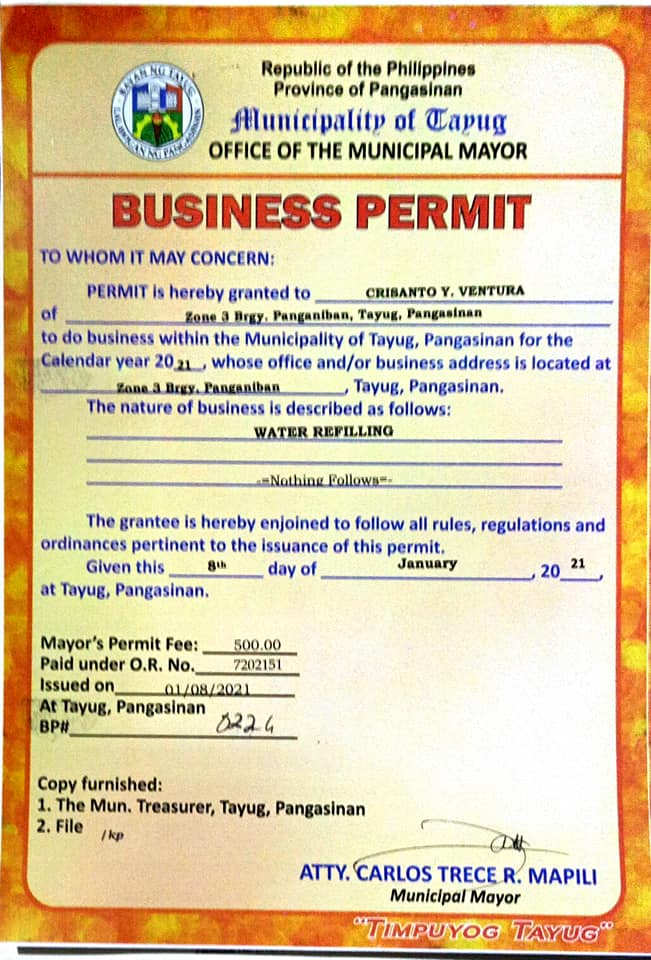 BAYAN NG TAYUG
Republic of the Philippines
Province of Pangasinan
Municipality of Tayug
OFFICE OF THE MUNICIPAL MAYOR
BUSINESS PERMIT
TO WHOM IT MAY CONCERN:
PERMIT is hereby granted to CRISANTO Y. VENTURA
of Zone 3 Brgy. Panganiban, Tayug, Pangasinan
to do business within the Municipality of Tayug, Pangasinan for the
Calendar year 20 21, whose office and/or business address is located at
Zone 3 Brgy. Panganiban, Tayug, Pangasinan.
The nature of business is described as follows:
WATER REFILLING
-=Nothing Follows=-
The grantee is hereby enjoined to follow all rules, regulations and
ordinances pertinent to the issuance of this permit.
Given this 8th day of January, 20 21,
at Tayug, Pangasinan.
Mayor's Permit Fee: 500.00
Paid under O.R. No. 7202151
Issued on 01/08/2021
At Tayug, Pangasinan
BP# 0224
Copy furnished:
1. The Mun. Treasurer, Tayug, Pangasinan
2. File /kp
ATTY. CARLOS TRECE R. MAPILI
Municipal Mayor
"TIMPUYOG TAYUG"